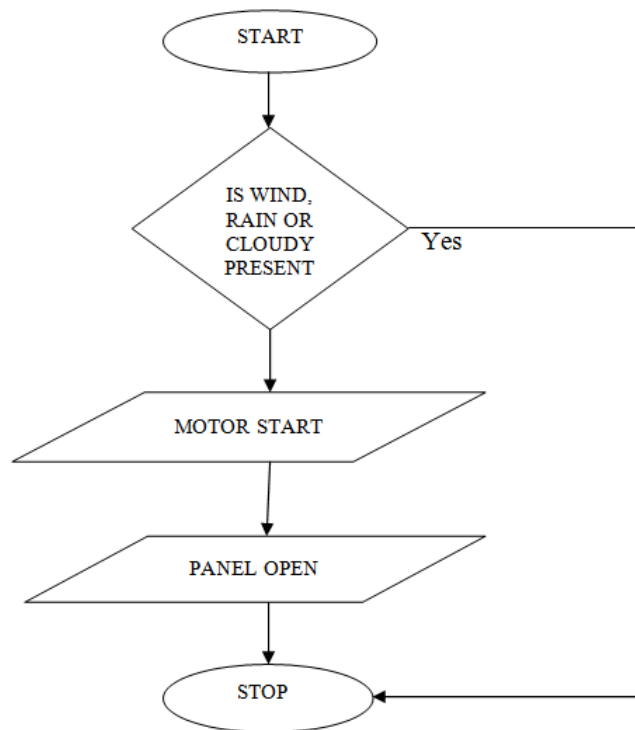 START
IS WIND,
RAIN OR
CLOUDY
PRESENT
Yes
MOTOR START
PANEL OPEN
STOP